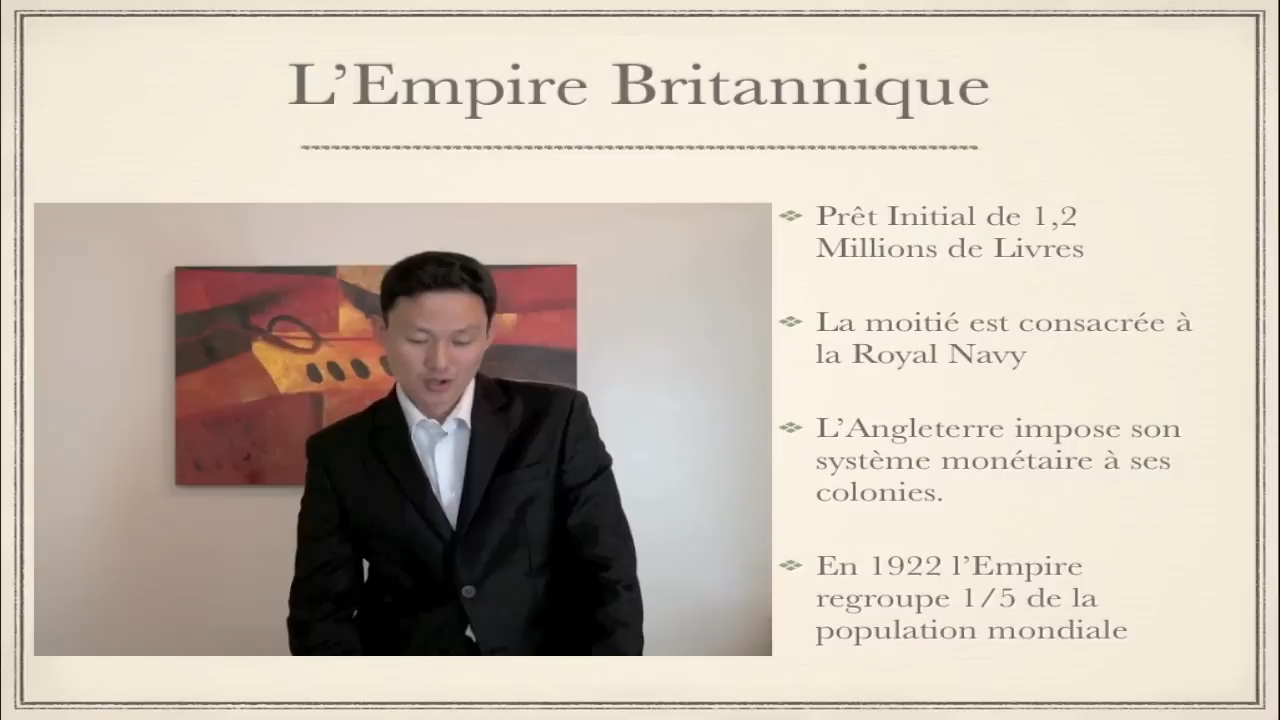 L’Empire Britannique
Prêt Initial de 1,2
Millions de Livres
La moitié est consacrée à
la Royal Navy
L’Angleterre impose son
système monétaire à ses
colonies.
En 1922 l’Empire
regroupe 1/5 de la
population mondiale